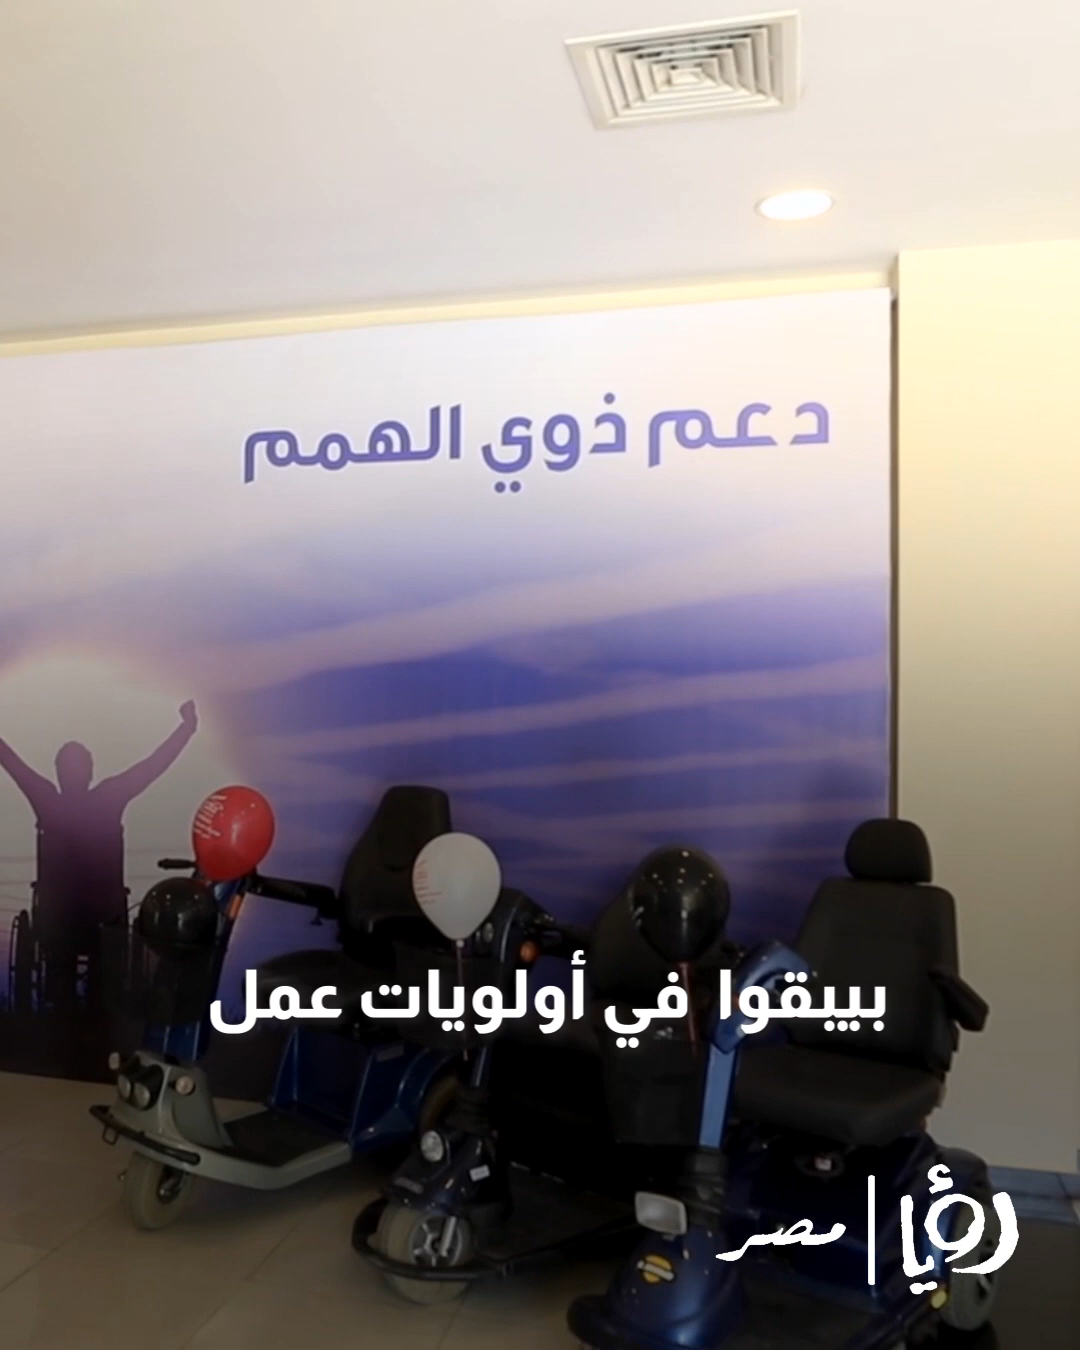 دعم ذوي الهمم
بيبقوا في أولويات عمل
رؤيا | مصر